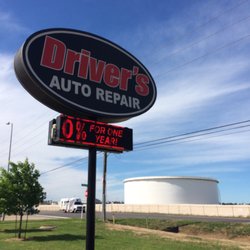 Driver's
AUTO REPAIR
0% FOR ONE
YEAR!